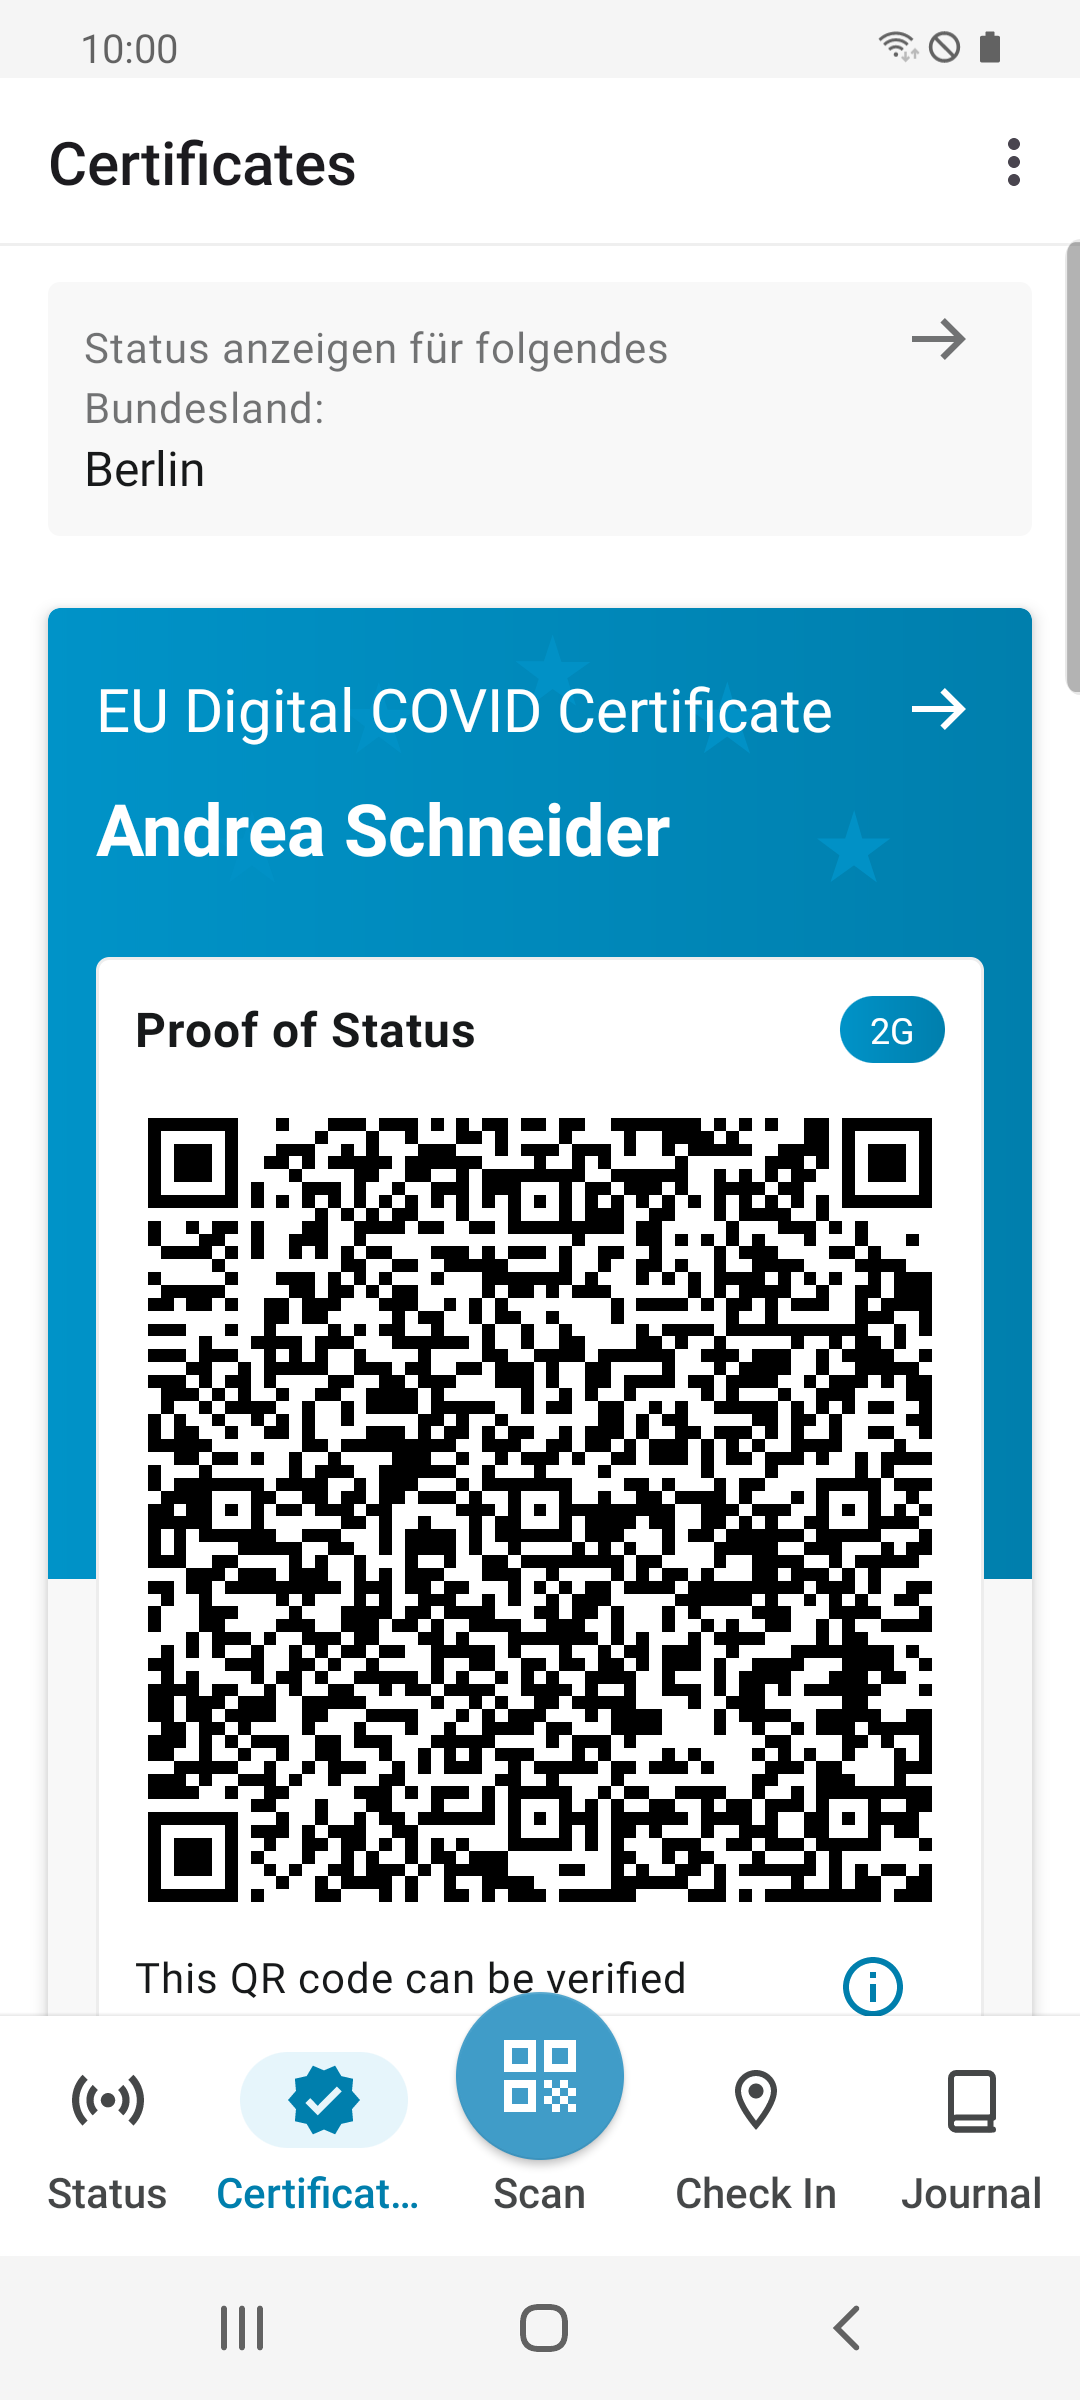 10:00
Certificates
Status anzeigen für folgendes
Bundesland:
Berlin
EU Digital COVID Certificate
Andrea Schneider
Proof of Status
2G
This QR code can be verified
Status
Certificat...
Scan
Check In
Journal